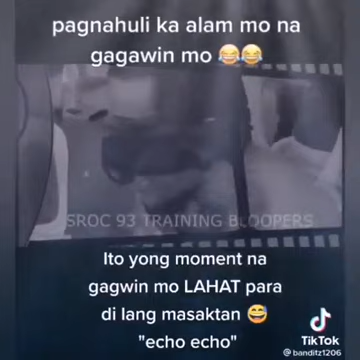 pagnahuli ka alam mo na
gagawin mo 😂😂
SROC 93 TRAINING BLOOPERS
Ito yong moment na
gagwin mo LAHAT para
di lang masaktan 😅
"echo echo"
TikTok
@banditz1206